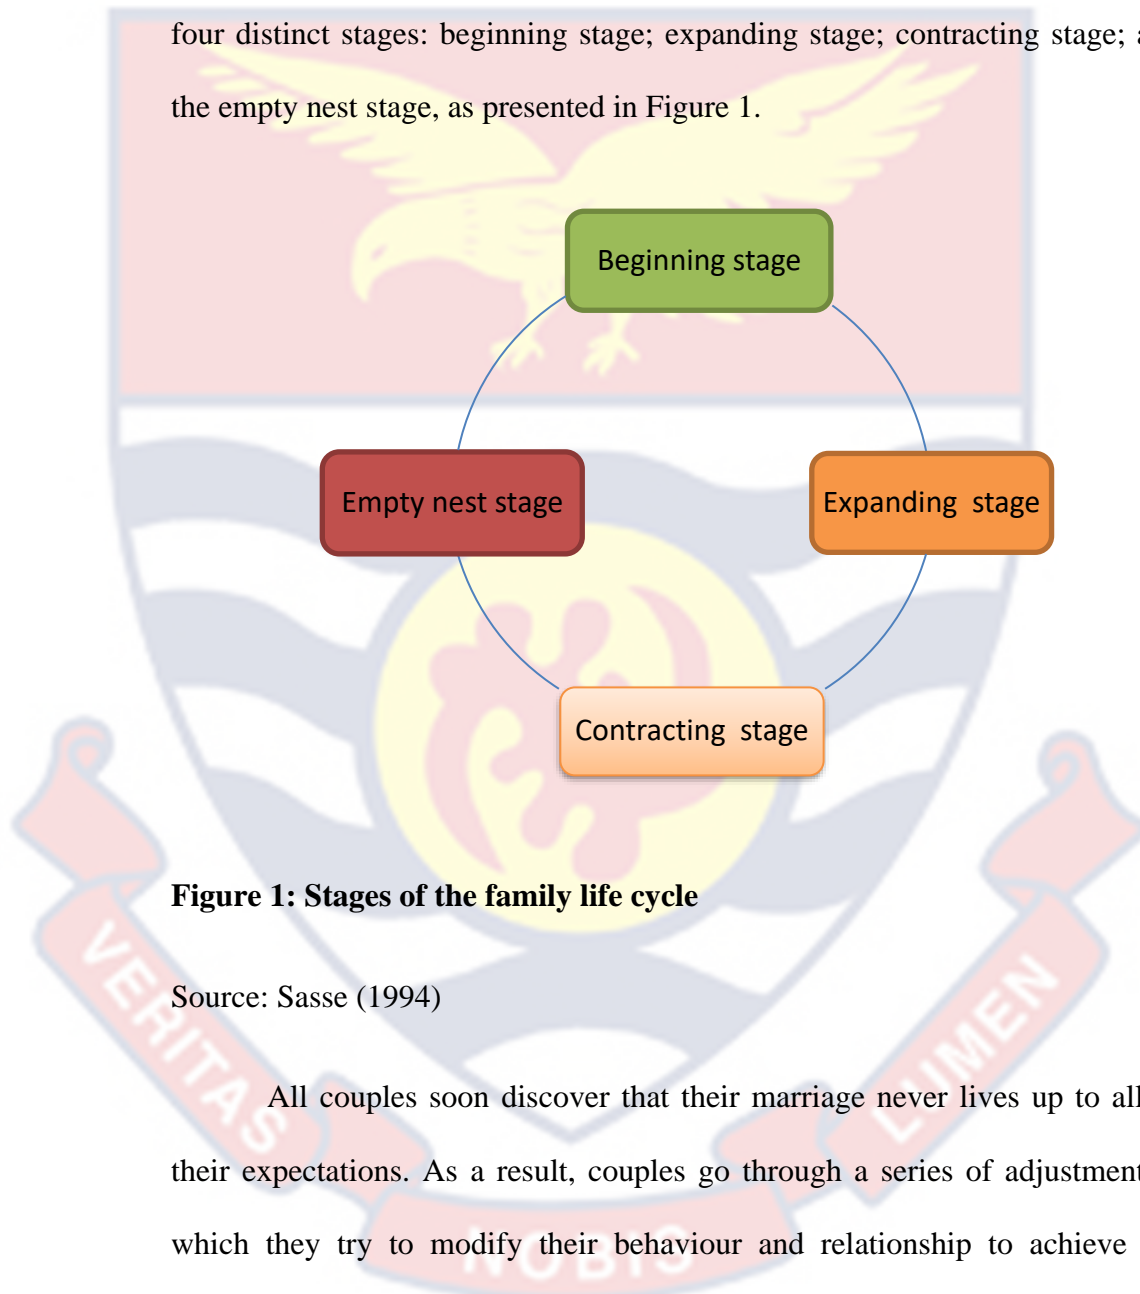 four distinct stages: beginning stage; expanding stage; contracting stage; a
the empty nest stage, as presented in Figure 1.
Beginning stage
Empty nest stage
Expanding stage
Contracting stage
Figure 1: Stages of the family life cycle
Source: Sasse (1994)
All couples soon discover that their marriage never lives up to all
their expectations. As a result, couples go through a series of adjustment
which they try to modify their behaviour and relationship to achieve
VERITAS
NOBIS
LUMEN